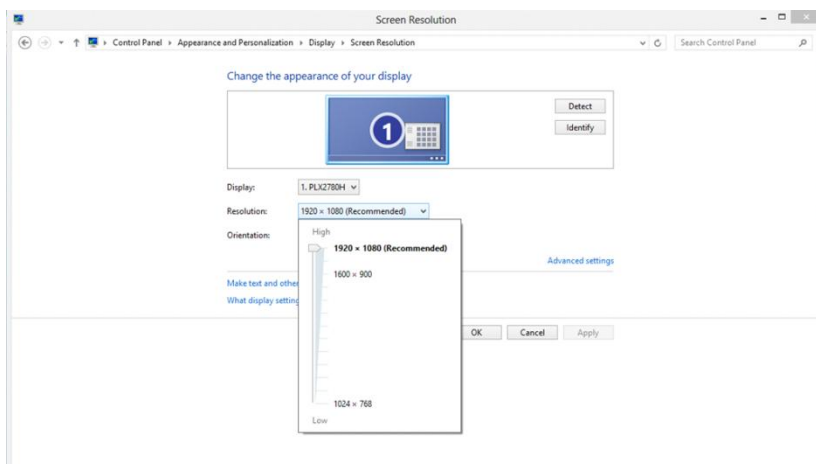 Screen Resolution
Control Panel Appearance and Personalization Display Screen Resolution
Search Control Panel
Change the appearance of your display
1
Detect
Identify
Display: 1. PLX2780H
Resolution: 1920 × 1080 (Recommended)
Orientation:
High
1920 × 1080 (Recommended)
1600 × 900
1024 × 768
Low
Advanced settings
Make text and other
What display setting
OK Cancel Apply